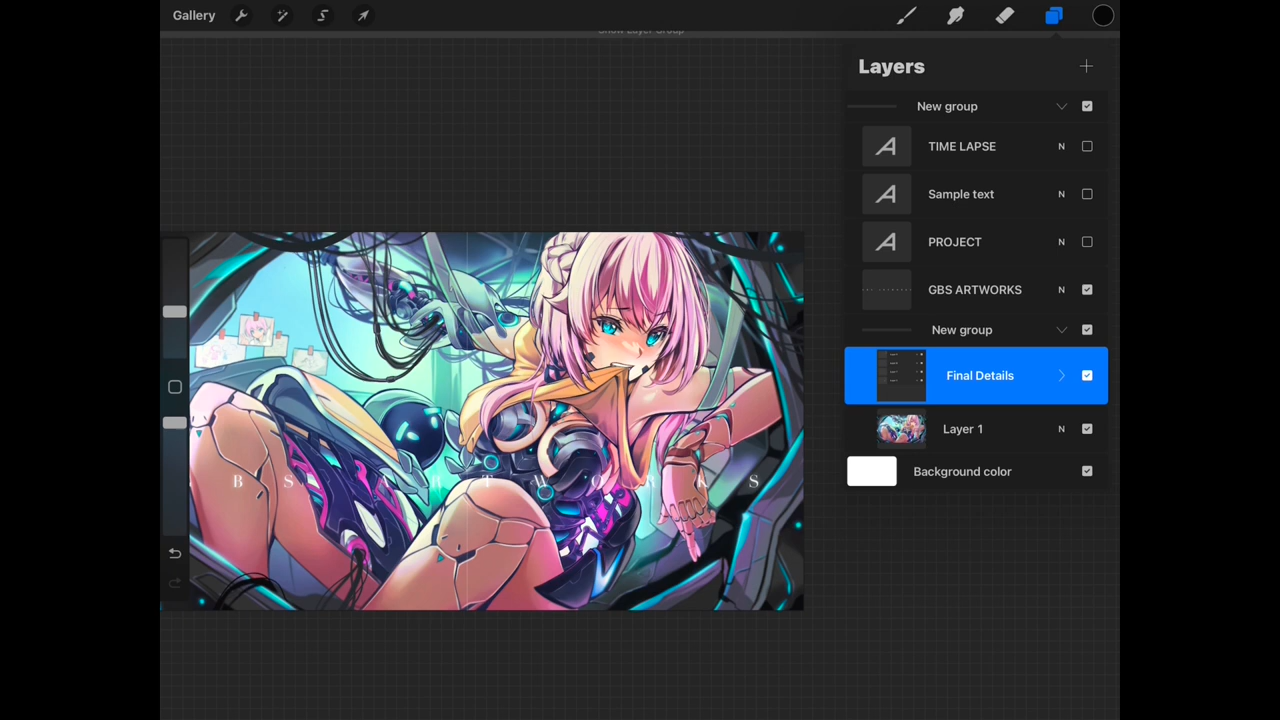 Gallery
Show Layer Group
Layers
New group
TIME LAPSE N
Sample text N
PROJECT N
GBS ARTWORKS N
New group
Final Details
Layer 1 N
Background color
B S A R T W O R K S